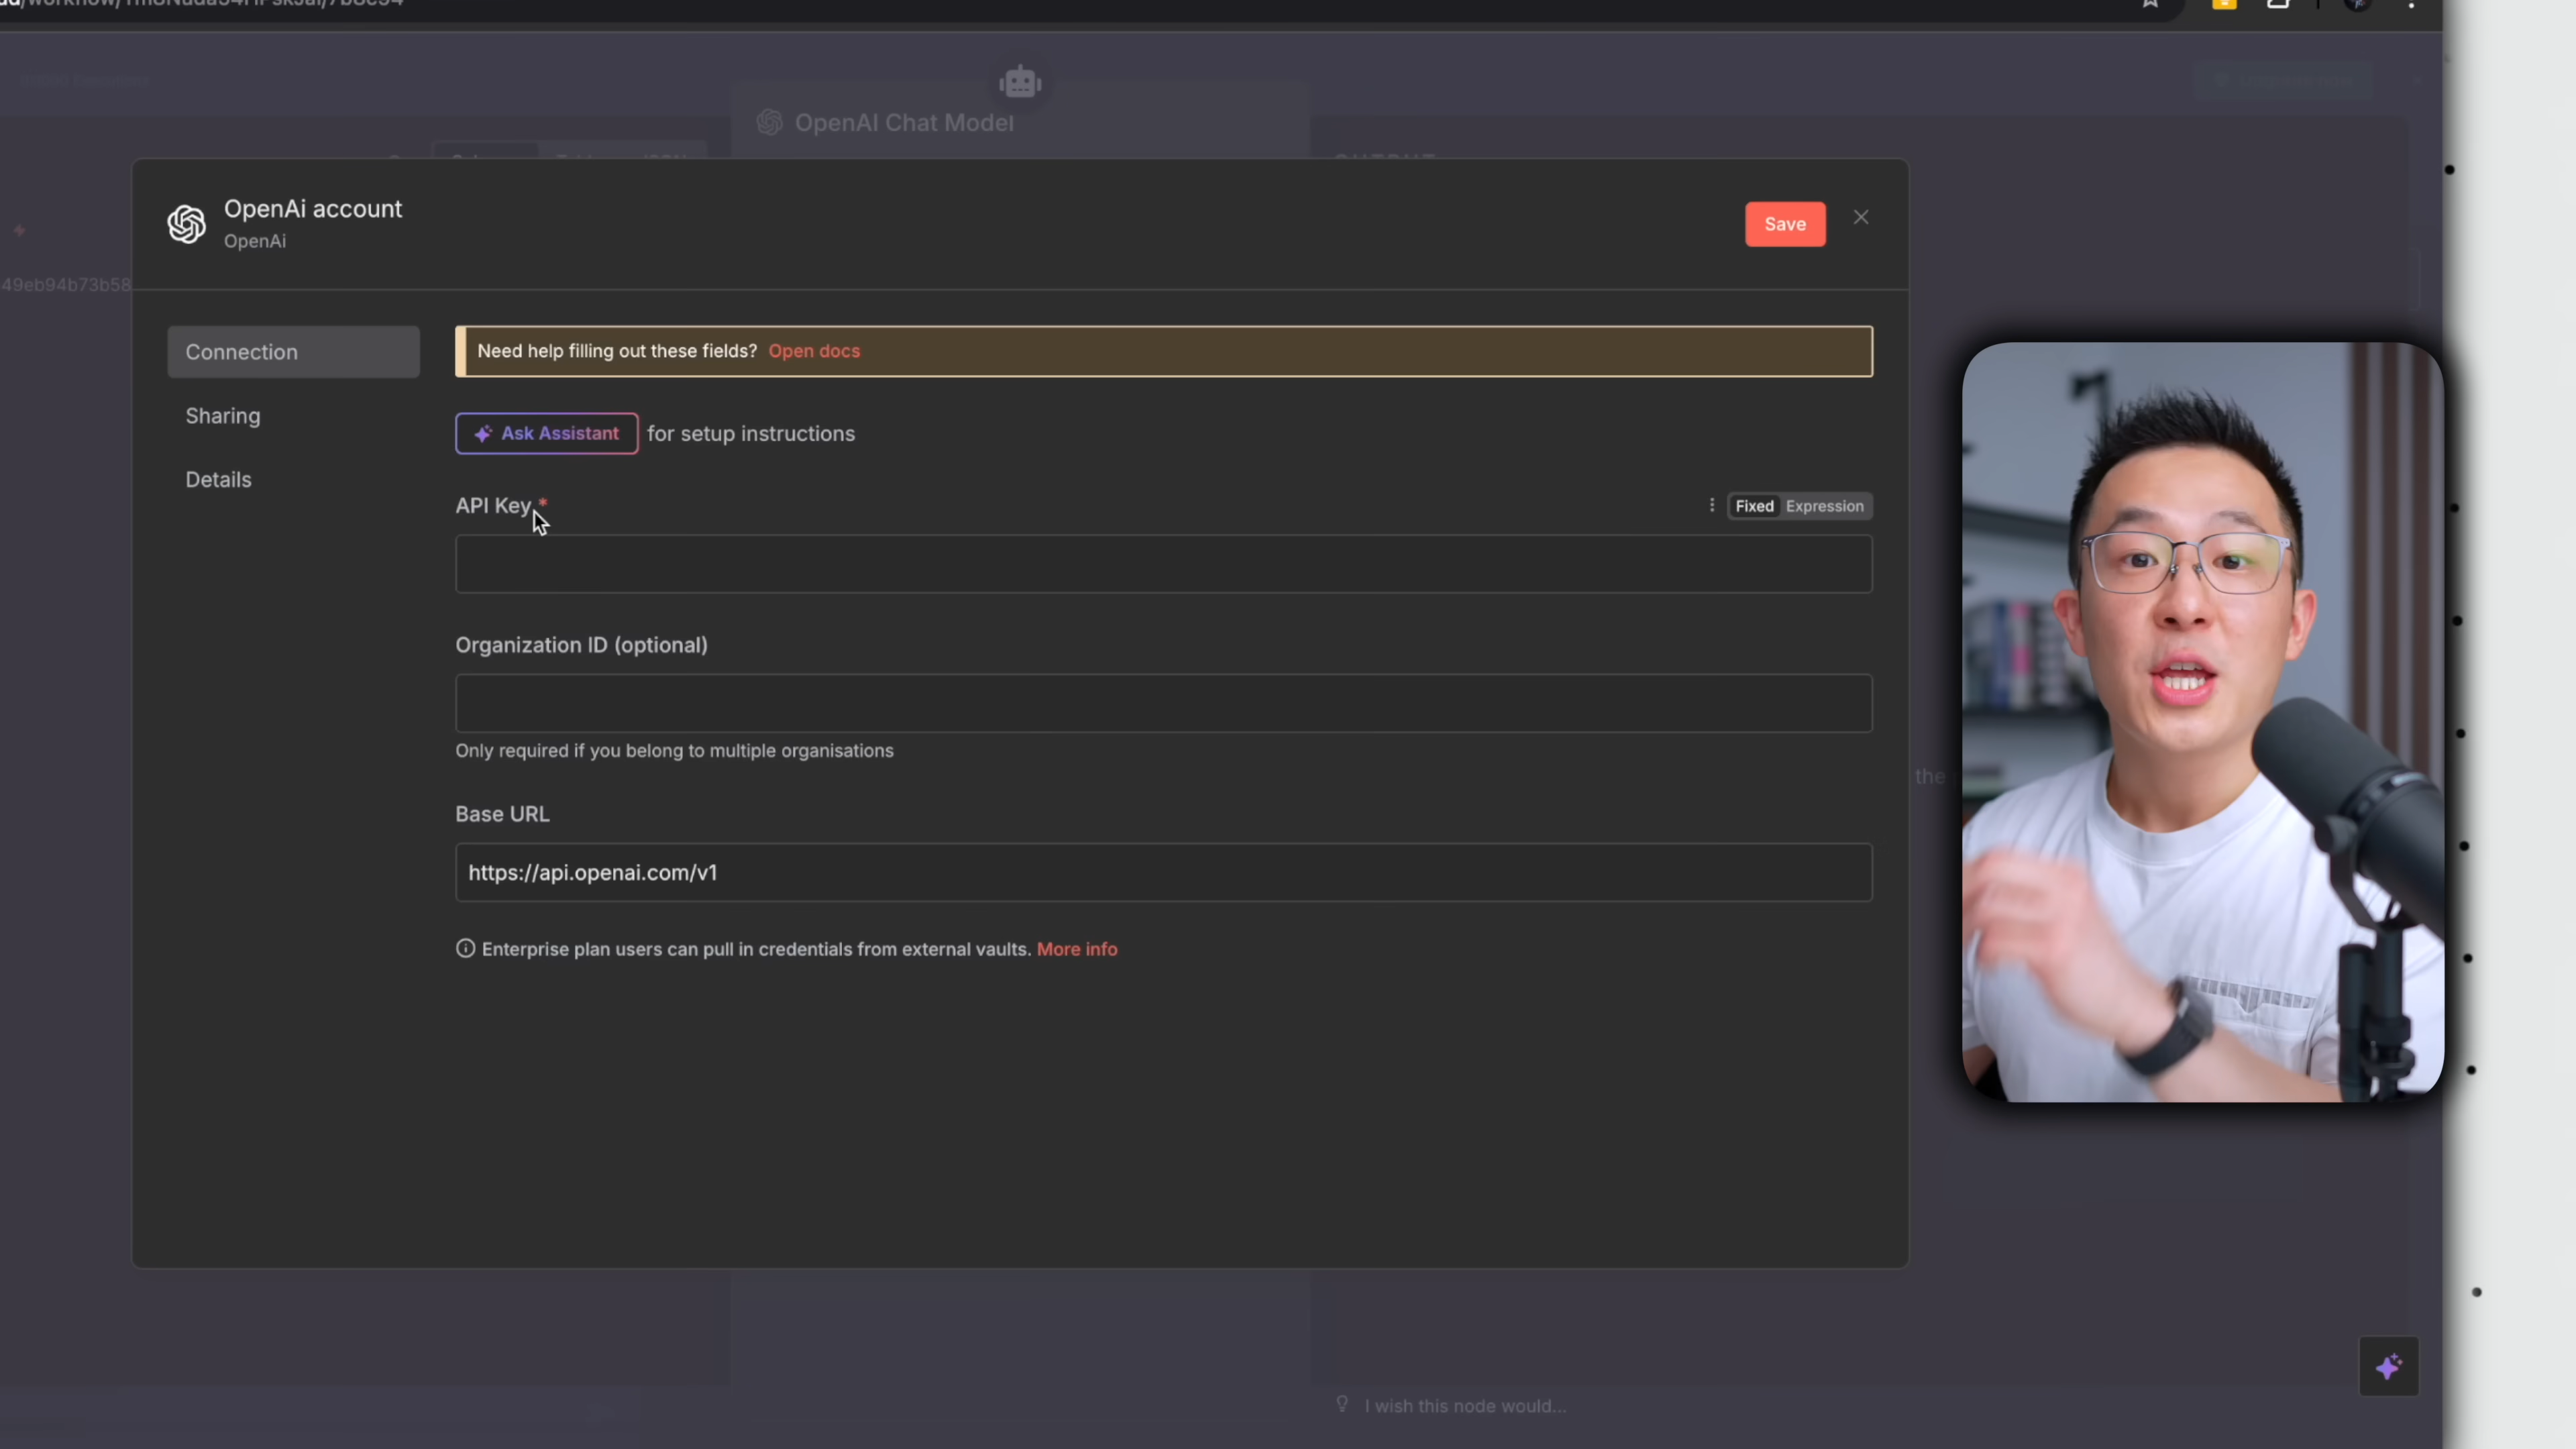 OpenAI Chat Model
OpenAi account
OpenAi
Save
49eb94b73b58
Connection
Sharing
Details
Need help filling out these fields? Open docs
Ask Assistant for setup instructions
API Key *
Fixed Expression
Organization ID (optional)
Only required if you belong to multiple organisations
the
Base URL
https://api.openai.com/v1
Enterprise plan users can pull in credentials from external vaults. More info
I wish this node would...